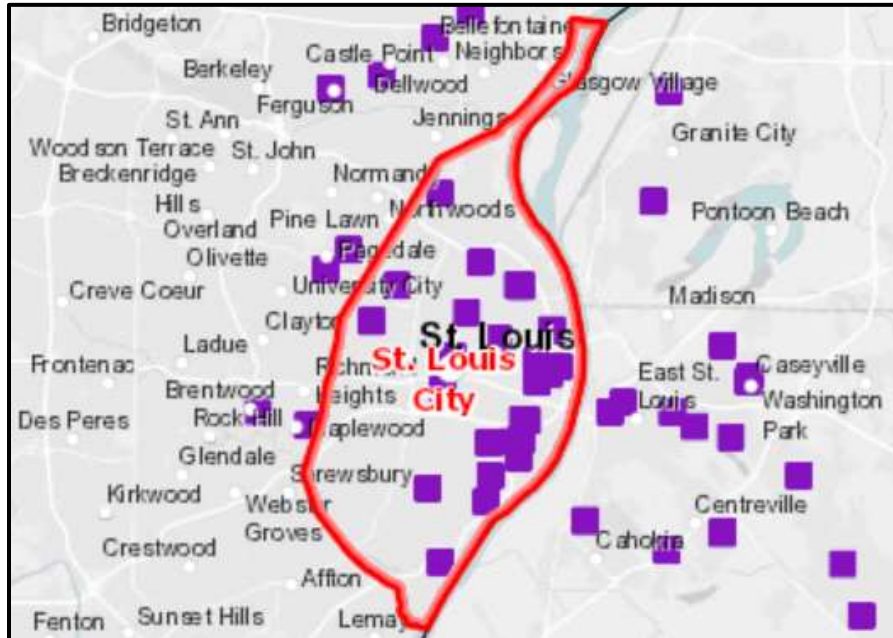 Bridgeton
Bellefontaine
Neighbors
Castle Point
Berkeley
Dellwood
Glasgow Village
Ferguson
St. Ann
Jennings
Granite City
Woodson Terrace
St. John
Breckenridge
Hills
Normandy
Northwoods
Pine Lawn
Pontoon Beach
Overland
Pagedale
Olivette
University City
Creve Coeur
Madison
Clayton
St. Louis
Ladue
St. Louis
City
Richmond
Heights
Frontenac
East St.
Louis
Caseyville
Brentwood
Washington
Park
Des Peres
Rock Hill
Maplewood
Glendale
Shrewsbury
Kirkwood
Webster
Groves
Centreville
Crestwood
Cahokia
Affton
Fenton
Sunset Hills
Lemay